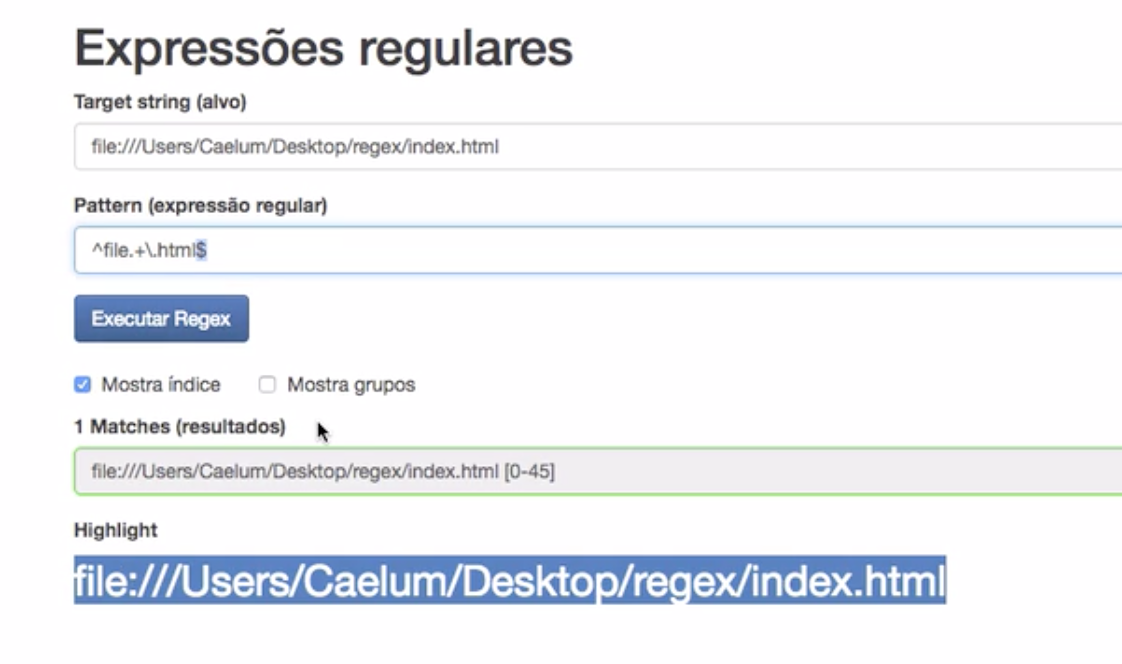 Expressões regulares
Target string (alvo)
file:///Users/Caelum/Desktop/regex/index.html
Pattern (expressão regular)
^file.+\.html$
Executar Regex
Mostra índice Mostra grupos
1 Matches (resultados)
file:///Users/Caelum/Desktop/regex/index.html [0-45]
Highlight
file:///Users/Caelum/Desktop/regex/index.html